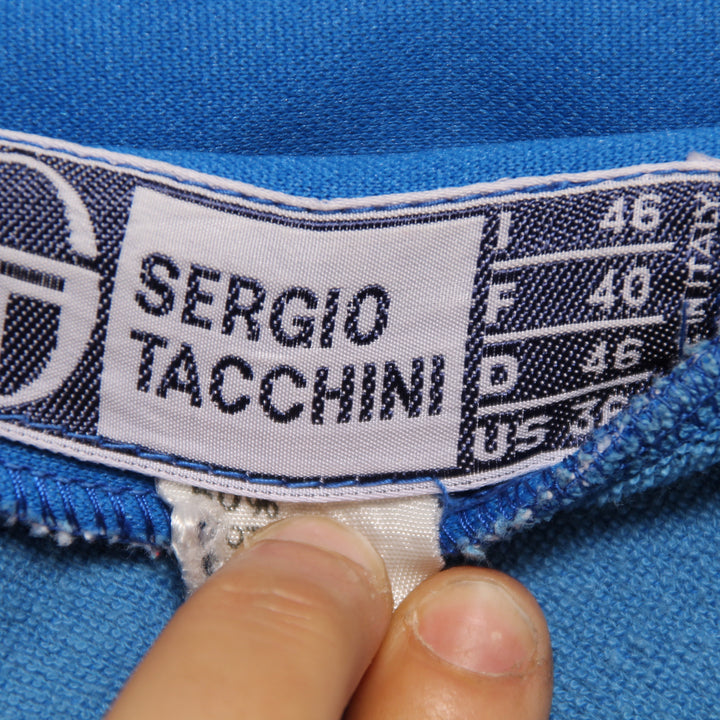 SERGIO
TACCHINI
I 46
F 40
D 46
US 36
ITALY